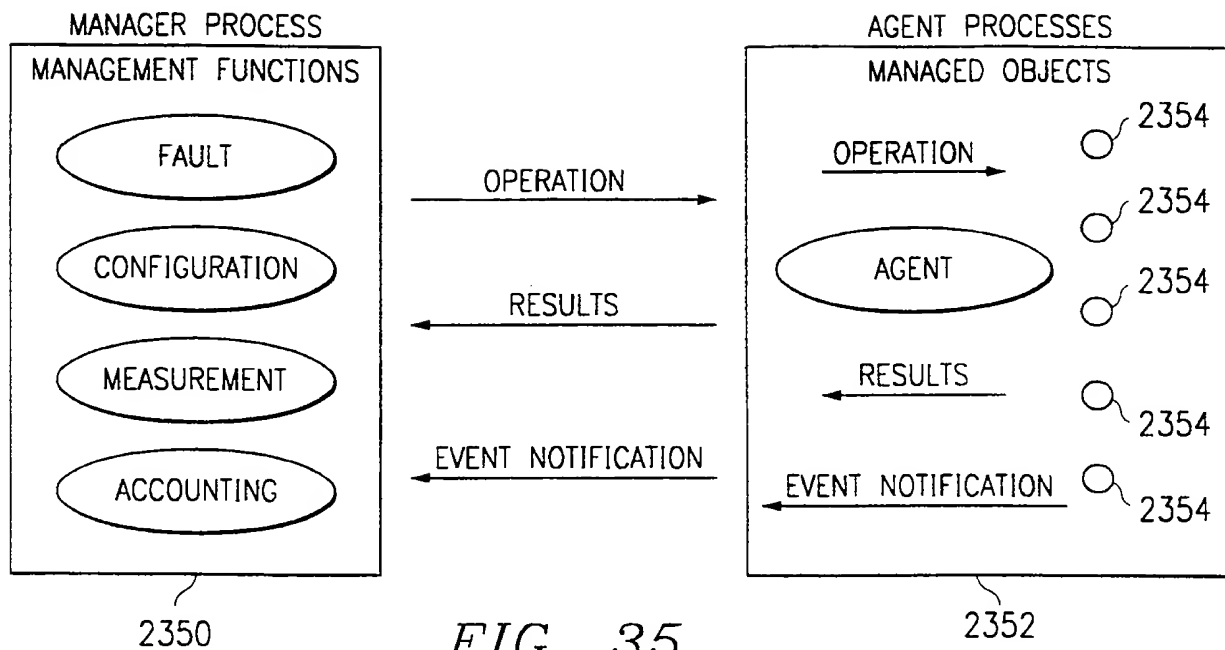 MANAGER PROCESS
MANAGEMENT FUNCTIONS
FAULT
CONFIGURATION
MEASUREMENT
ACCOUNTING
2350
OPERATION
RESULTS
EVENT NOTIFICATION
AGENT PROCESSES
MANAGED OBJECTS
OPERATION
AGENT
RESULTS
EVENT NOTIFICATION
2354
2354
2354
2354
2354
2352
FIG. 35